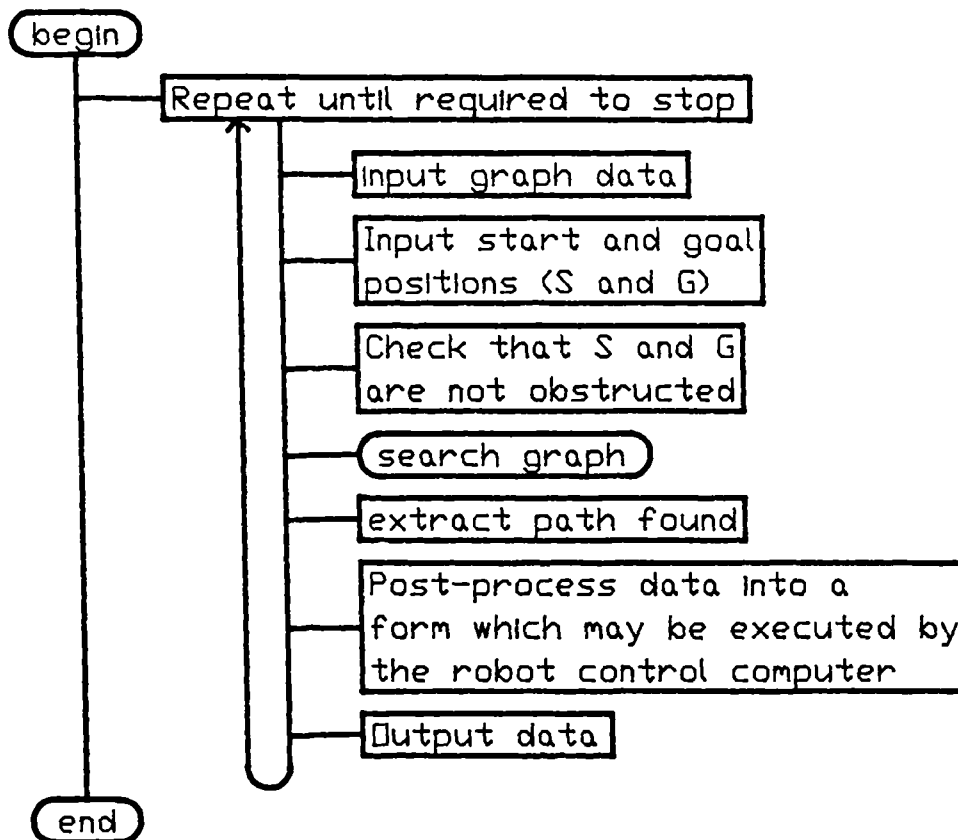 begin
Repeat until required to stop
input graph data
Input start and goal
positions (S and G)
Check that S and G
are not obstructed
search graph
extract path found
Post-process data into a
form which may be executed by
the robot control computer
Output data
end